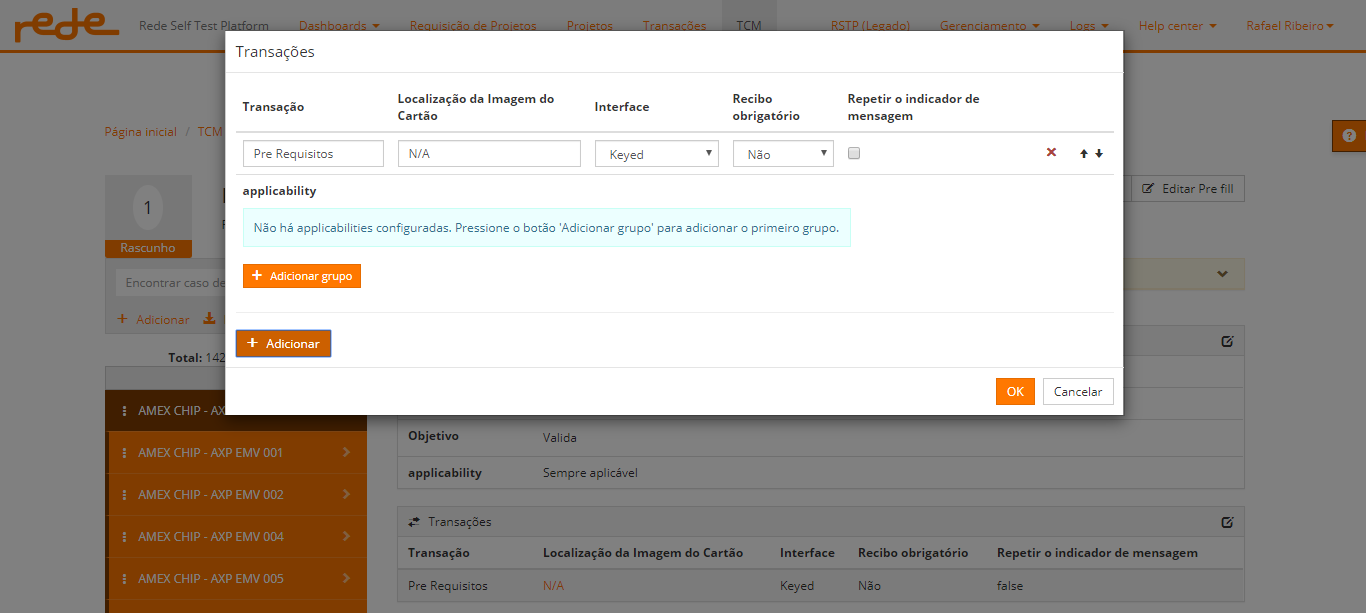 rede Rede Self Test Platform Dashboards Requisição de Projetos Projetos Transações TCM RSTP (Legado) Gerenciamento Logs Help center Rafael Ribeiro
Transações
Transação Localização da Imagem do Cartão Interface Recibo obrigatório Repetir o indicador de mensagem
Pre Requisitos N/A Keyed Não
applicability
Não há applicabilities configuradas. Pressione o botão 'Adicionar grupo' para adicionar o primeiro grupo.
+ Adicionar grupo
+ Adicionar
OK Cancelar
Página inicial / TCM
1
Rascunho
Editar Pre fill
Encontrar caso de
+ Adicionar
Total: 142
AMEX CHIP - AXP
AMEX CHIP - AXP EMV 001
AMEX CHIP - AXP EMV 002
AMEX CHIP - AXP EMV 004
AMEX CHIP - AXP EMV 005
Objetivo Valida
applicability Sempre aplicável
Transações
Transação Localização da Imagem do Cartão Interface Recibo obrigatório Repetir o indicador de mensagem
Pre Requisitos N/A Keyed Não false